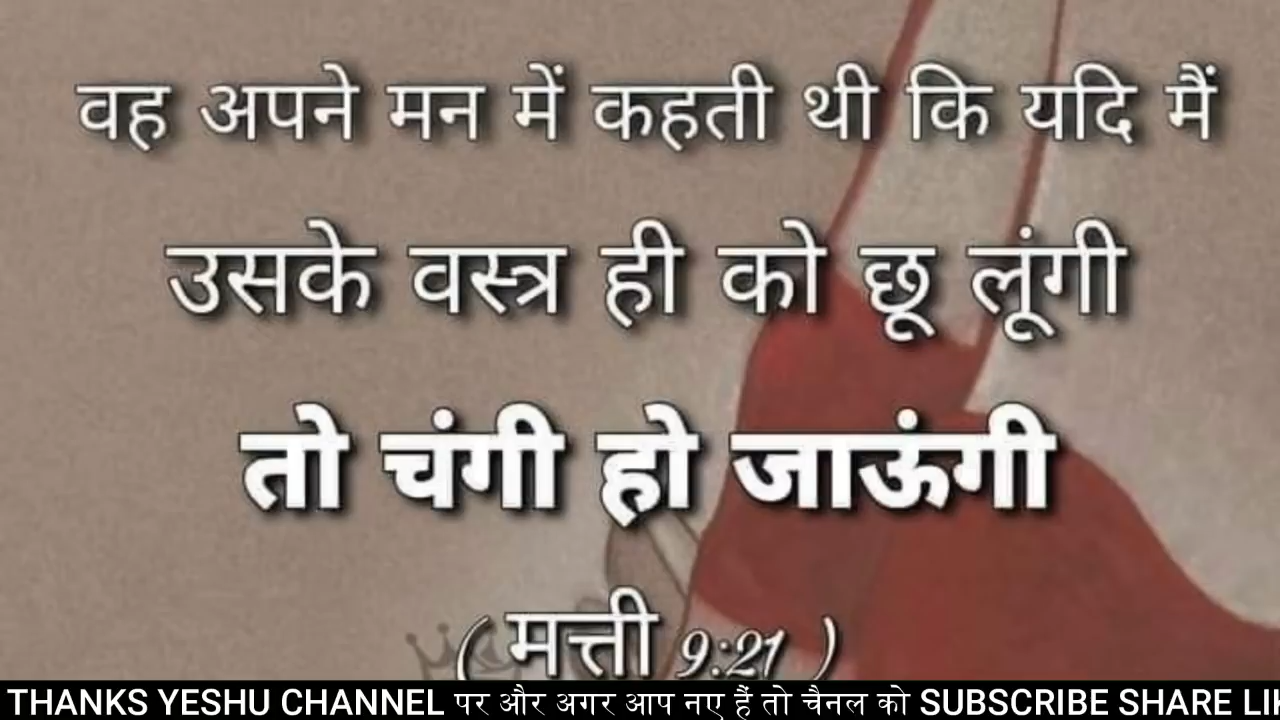 वह अपने मन में कहती थी कि यदि मैं
उसके वस्त्र ही को छू लूंगी
तो चंगी हो जाऊंगी
( मत्ती 9:21 )
THANKS YESHU CHANNEL पर और अगर आप नए हैं तो चैनल को SUBSCRIBE SHARE